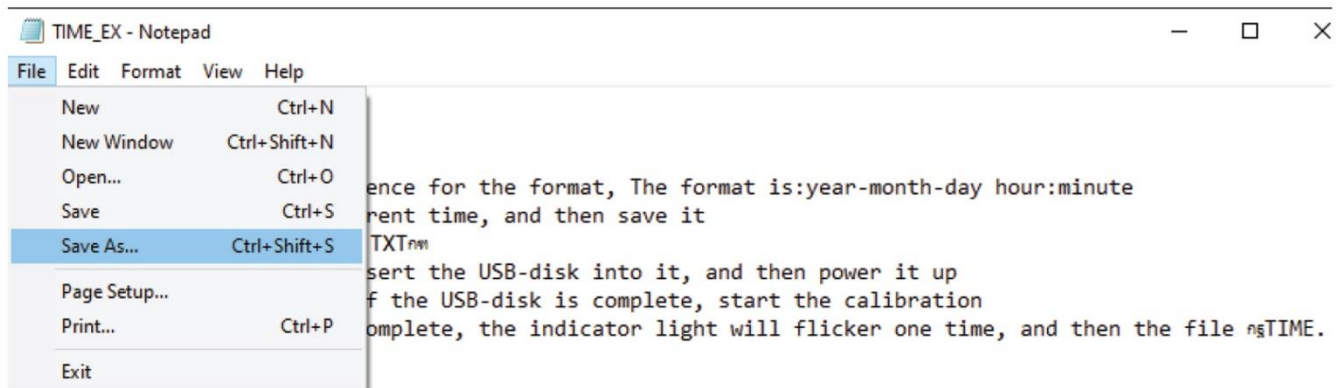 TIME_EX - Notepad
File Edit Format View Help
New Ctrl+N
New Window Ctrl+Shift+N
Open... Ctrl+O
ence for the format, The format is:year-month-day hour:minute
Save Ctrl+S
rent time, and then save it
Save As... Ctrl+Shift+S
TXT
sert the USB-disk into it, and then power it up
Page Setup...
f the USB-disk is complete, start the calibration
Print... Ctrl+P
omplete, the indicator light will flicker one time, and then the file TIME.
Exit